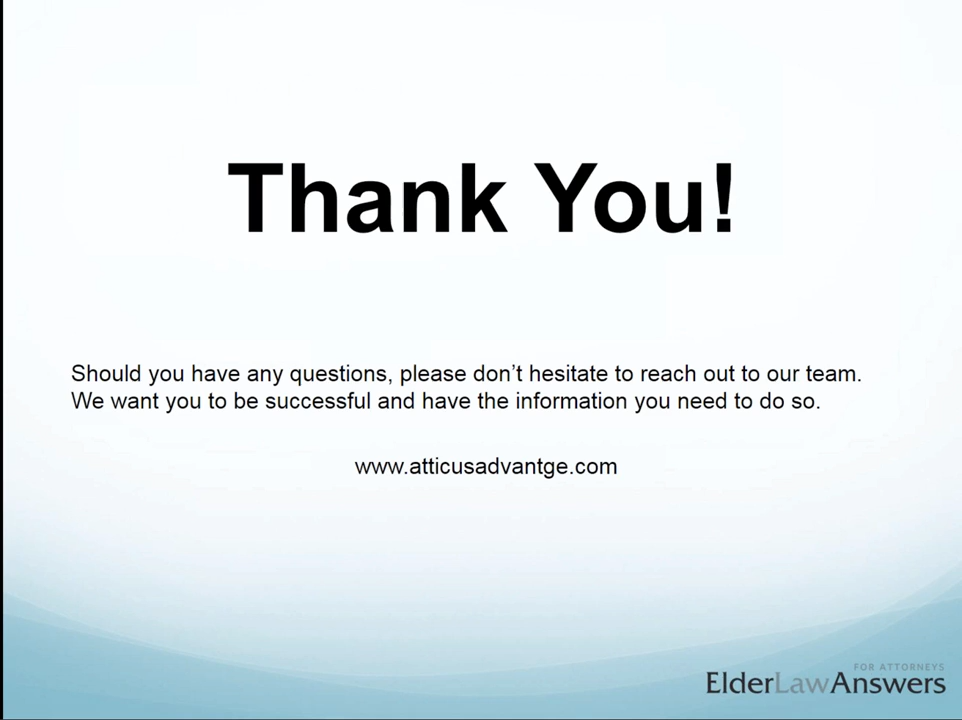 Thank You!
Should you have any questions, please don’t hesitate to reach out to our team.
We want you to be successful and have the information you need to do so.
www.atticusadvantge.com
FOR ATTORNEYS
ElderLawAnswers